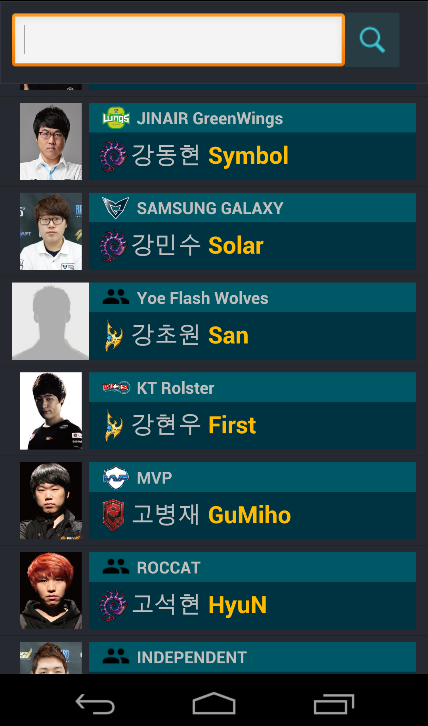 JINAIR GreenWings
강동현 Symbol
SAMSUNG GALAXY
강민수 Solar
Yoe Flash Wolves
강초원 San
KT Rolster
강현우 First
MVP
고병재 GuMiho
ROCCAT
고석현 HyuN
INDEPENDENT